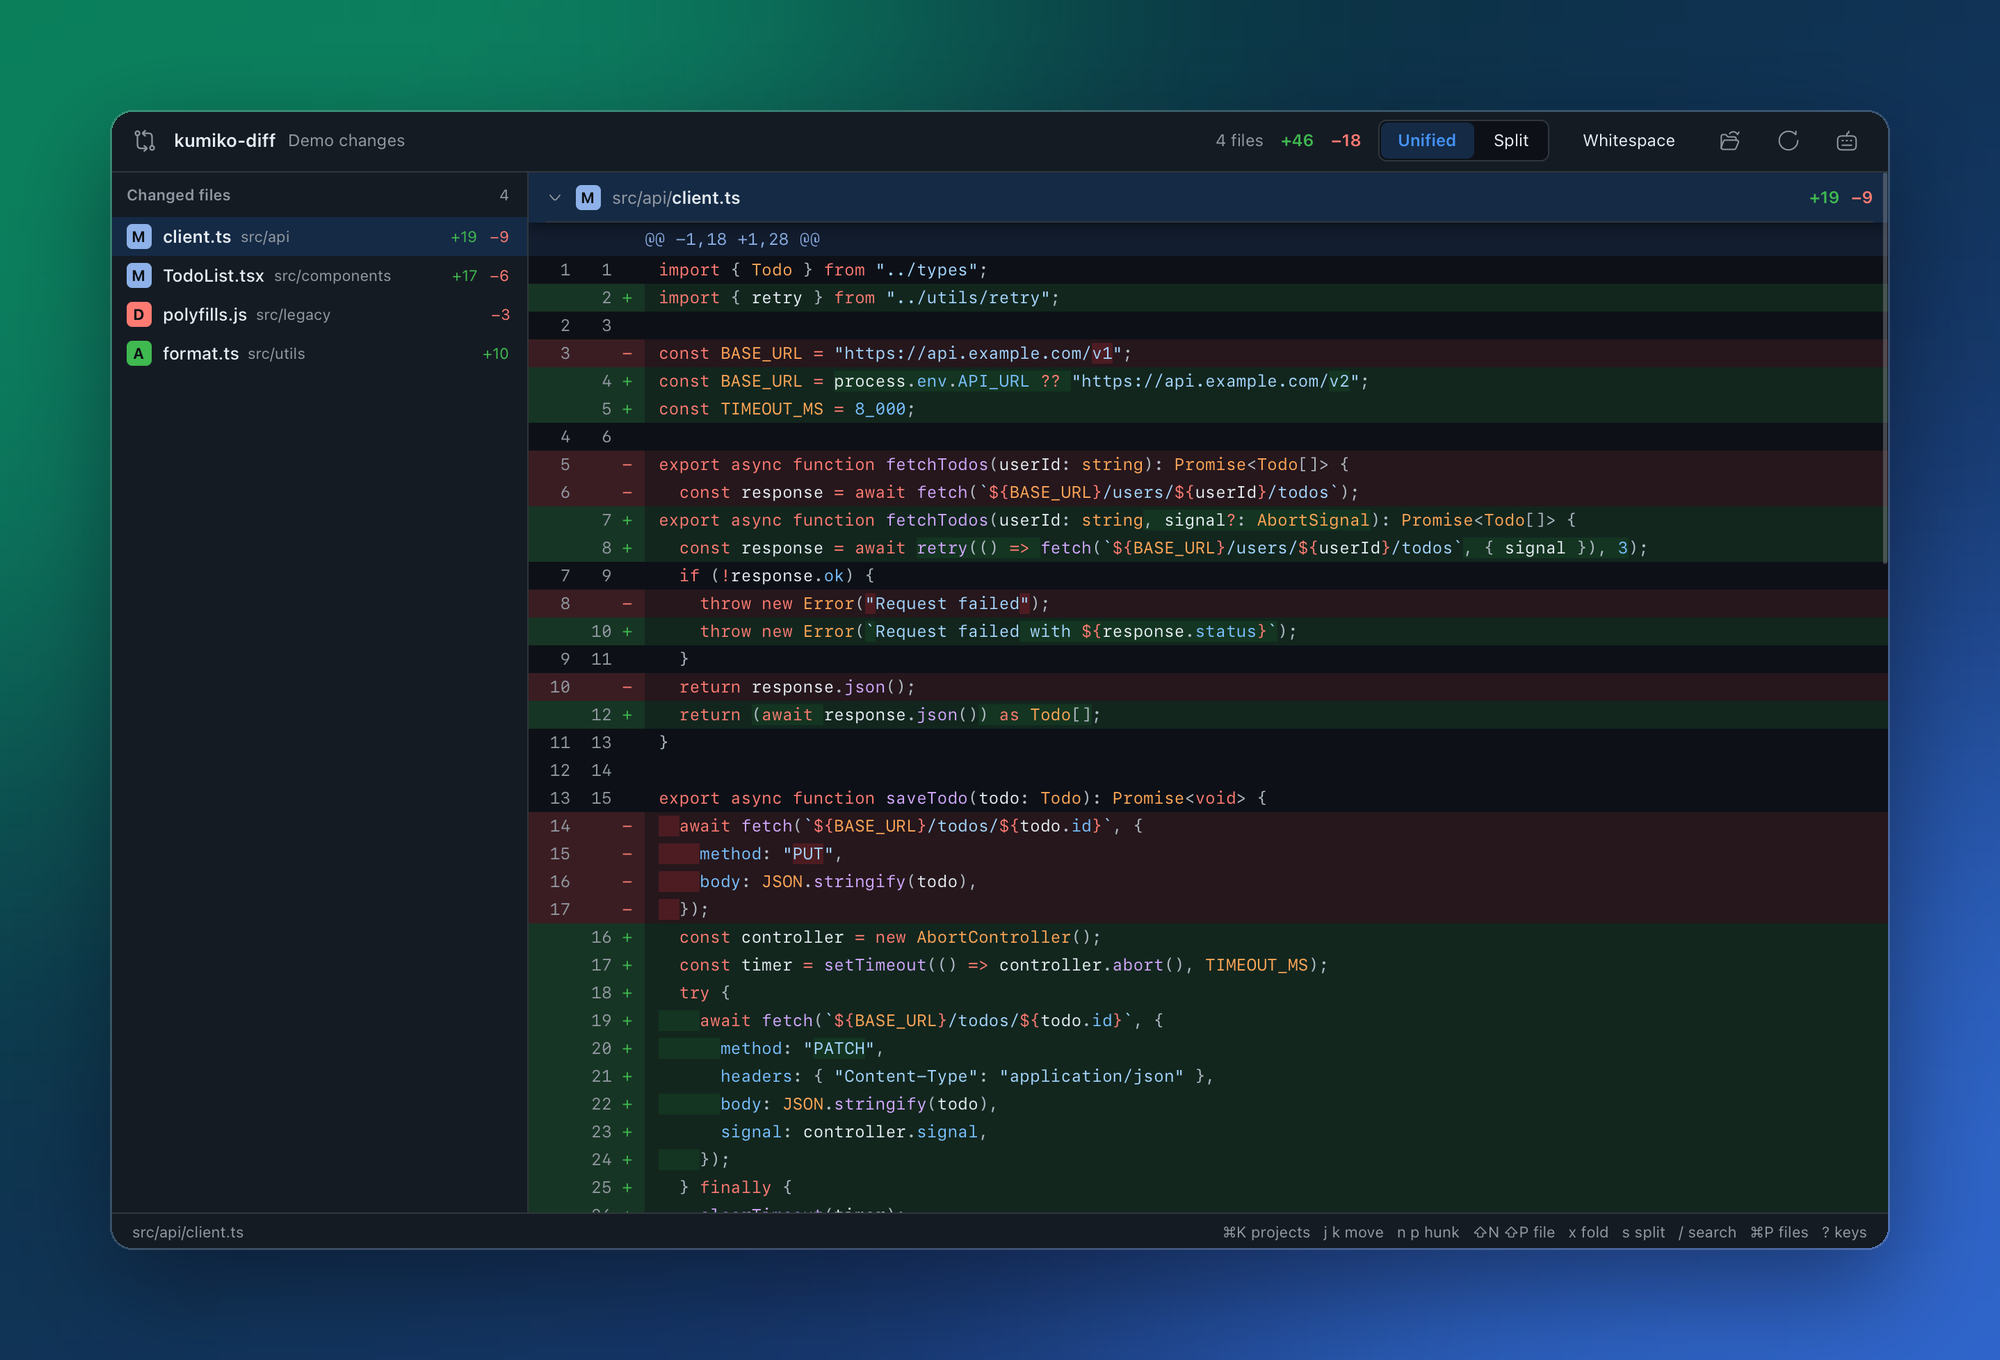 kumiko-diff Demo changes 4 files +46 −18 Unified Split Whitespace
Changed files 4
M client.ts src/api +19 −9
M TodoList.tsx src/components +17 −6
D polyfills.js src/legacy −3
A format.ts src/utils +10
M src/api/client.ts +19 −9
@@ −1,18 +1,28 @@
1 1 import { Todo } from "../types";
2 + import { retry } from "../utils/retry";
2 3
3 − const BASE_URL = "https://api.example.com/v1";
4 + const BASE_URL = process.env.API_URL ?? "https://api.example.com/v2";
5 + const TIMEOUT_MS = 8_000;
4 6
5 − export async function fetchTodos(userId: string): Promise<Todo[]> {
6 −   const response = await fetch(`${BASE_URL}/users/${userId}/todos`);
7 + export async function fetchTodos(userId: string, signal?: AbortSignal): Promise<Todo[]> {
8 +   const response = await retry(() => fetch(`${BASE_URL}/users/${userId}/todos`, { signal }), 3);
7 9   if (!response.ok) {
8 −     throw new Error("Request failed");
10 +     throw new Error(`Request failed with ${response.status}`);
9 11   }
10 −   return response.json();
12 +   return (await response.json()) as Todo[];
11 13 }
12 14
13 15 export async function saveTodo(todo: Todo): Promise<void> {
14 −   await fetch(`${BASE_URL}/todos/${todo.id}`, {
15 −     method: "PUT",
16 −     body: JSON.stringify(todo),
17 −   });
16 +   const controller = new AbortController();
17 +   const timer = setTimeout(() => controller.abort(), TIMEOUT_MS);
18 +   try {
19 +     await fetch(`${BASE_URL}/todos/${todo.id}`, {
20 +       method: "PATCH",
21 +       headers: { "Content-Type": "application/json" },
22 +       body: JSON.stringify(todo),
23 +       signal: controller.signal,
24 +     });
25 +   } finally {
src/api/client.ts ⌘K projects j k move n p hunk ⇧N ⇧P file x fold s split / search ⌘P files ? keys